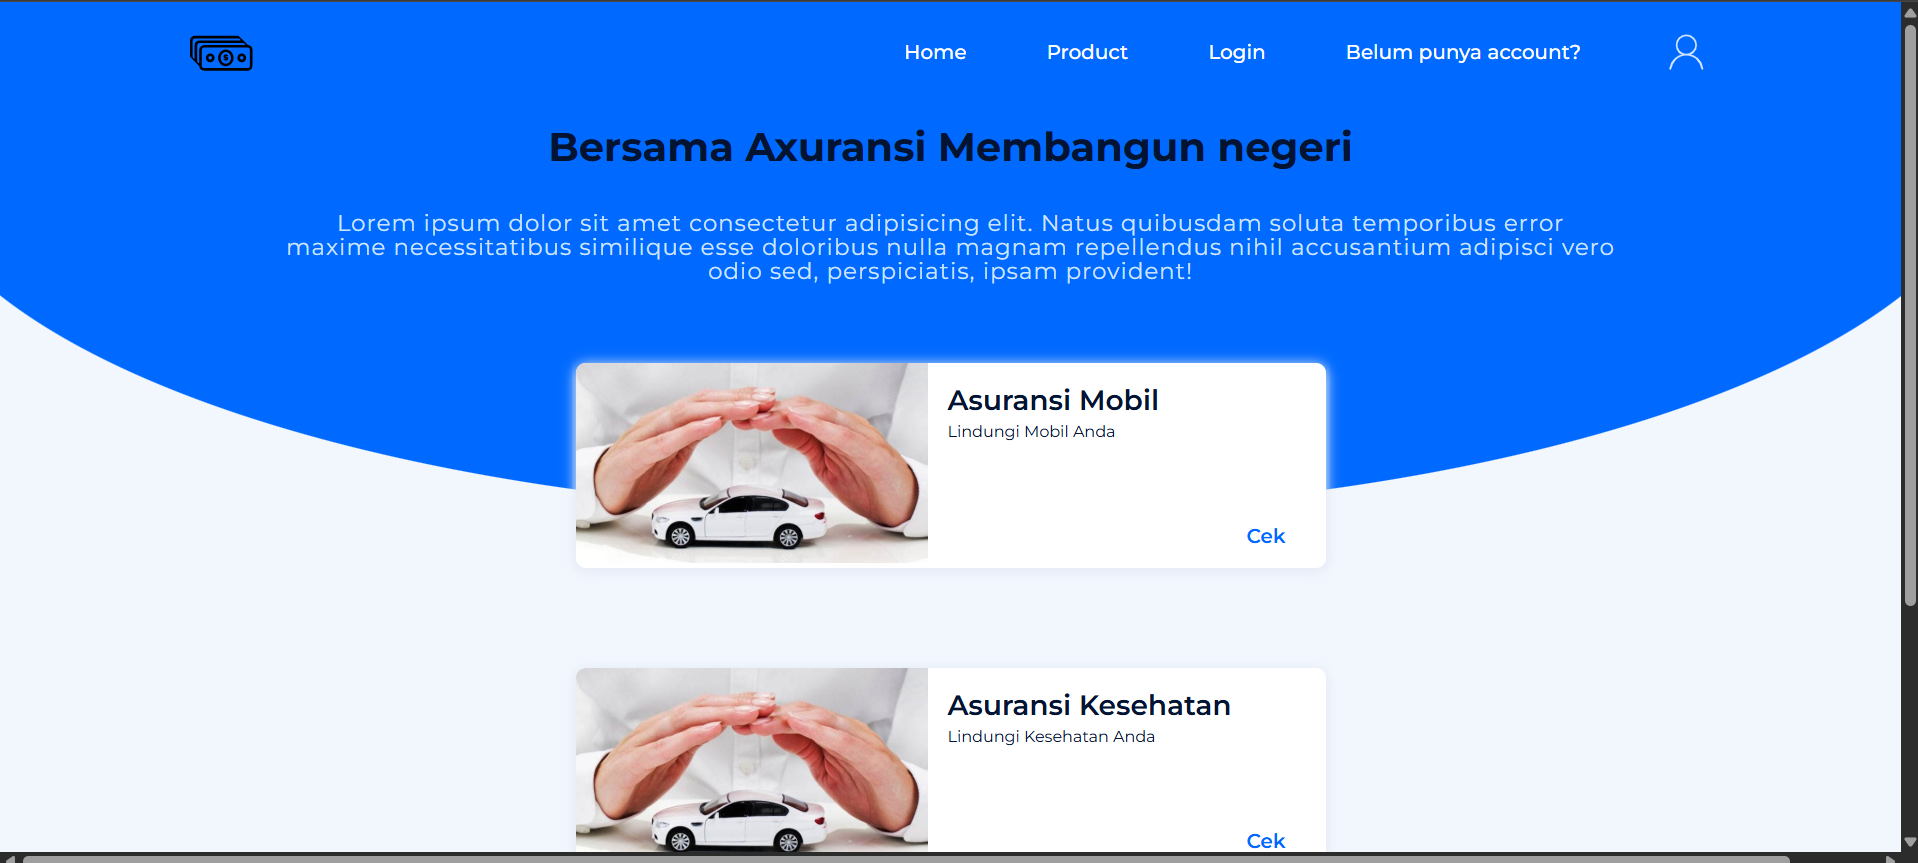 Home Product Login Belum punya account?
Bersama Axuransi Membangun negeri
Lorem ipsum dolor sit amet consectetur adipisicing elit. Natus quibusdam soluta temporibus error
maxime necessitatibus similique esse doloribus nulla magnam repellendus nihil accusantium adipisci vero
odio sed, perspiciatis, ipsam provident!
Asuransi Mobil
Lindungi Mobil Anda
Cek
Asuransi Kesehatan
Lindungi Kesehatan Anda
Cek